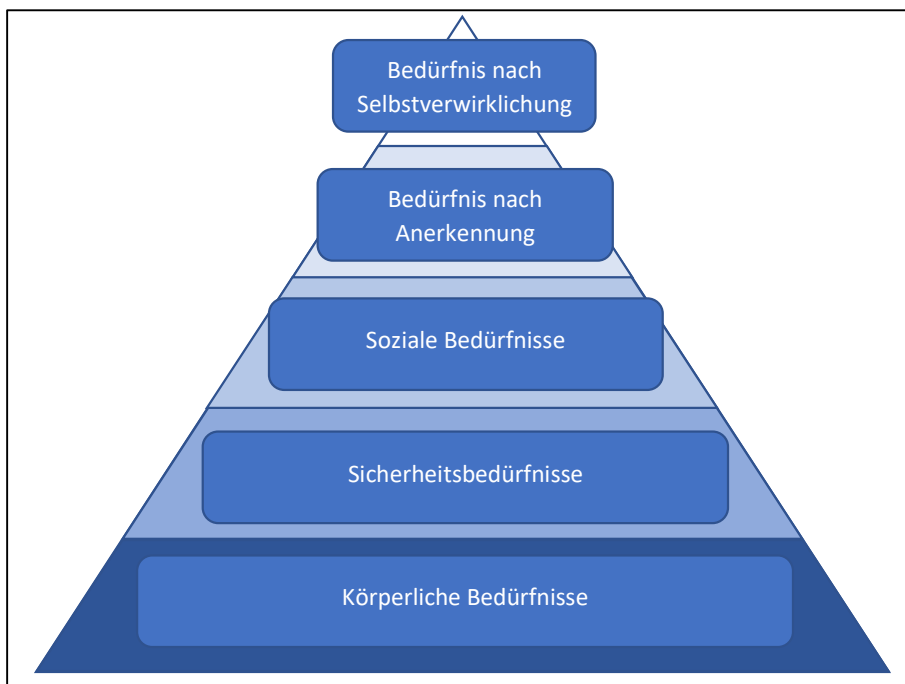 Bedürfnis nach
Selbstverwirklichung
Bedürfnis nach
Anerkennung
Soziale Bedürfnisse
Sicherheitsbedürfnisse
Körperliche Bedürfnisse